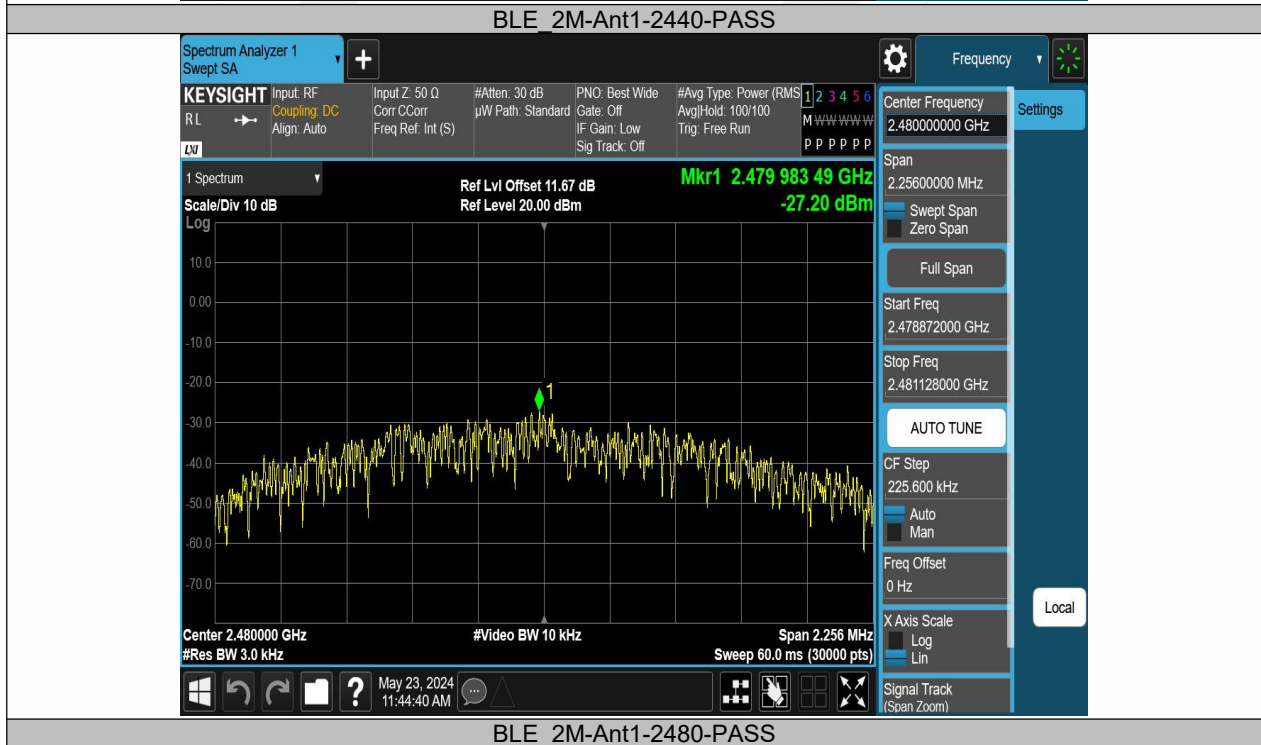 BLE_2M-Ant1-2440-PASS
Spectrum Analyzer 1
Swept SA
+
Frequency
KEYSIGHT
RL
LXI
Input: RF
Coupling: DC
Align: Auto
Input Z: 50 Ω
Corr CCorr
Freq Ref: Int (S)
#Atten: 30 dB
µW Path: Standard
PNO: Best Wide
Gate: Off
IF Gain: Low
Sig Track: Off
#Avg Type: Power (RMS
Avg|Hold: 100/100
Trig: Free Run
1 2 3 4 5 6
M W W W W W
P P P P P P
1 Spectrum
Scale/Div 10 dB
Log
Ref Lvl Offset 11.67 dB
Ref Level 20.00 dBm
Mkr1 2.479 983 49 GHz
-27.20 dBm
10.0
0.00
-10.0
-20.0
-30.0
-40.0
-50.0
-60.0
-70.0
1
Center 2.480000 GHz
#Res BW 3.0 kHz
#Video BW 10 kHz
Span 2.256 MHz
Sweep 60.0 ms (30000 pts)
Center Frequency
2.480000000 GHz
Settings
Span
2.25600000 MHz
Swept Span
Zero Span
Full Span
Start Freq
2.478872000 GHz
Stop Freq
2.481128000 GHz
AUTO TUNE
CF Step
225.600 kHz
Auto
Man
Freq Offset
0 Hz
X Axis Scale
Log
Lin
Local
Signal Track
(Span Zoom)
?
May 23, 2024
11:44:40 AM
BLE_2M-Ant1-2480-PASS